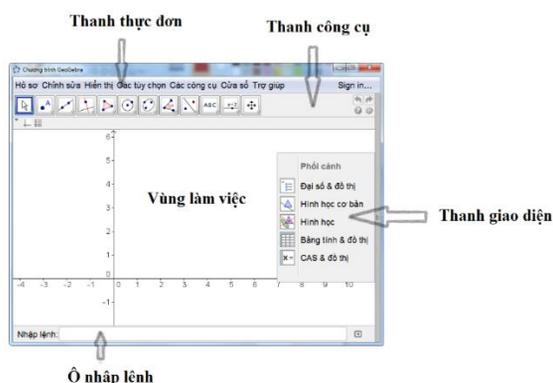 Thanh thực đơn
Thanh công cụ
Chương trình GeoGebra
Hồ sơ Chỉnh sửa Hiển thị Các tùy chọn Các công cụ Cửa sổ Trợ giúp Sign in...
ABC
a=2
6
5
4
3
2
1
0
-1
-4 -3 -2 -1 0 1 2 3 4 5 6 7 8 9 10
Vùng làm việc
Phối cảnh
Đại số & đồ thị
Hình học cơ bản
Hình học
Bảng tính & đồ thị
CAS & đồ thị
Thanh giao diện
Nhập lệnh:
Ô nhập lệnh